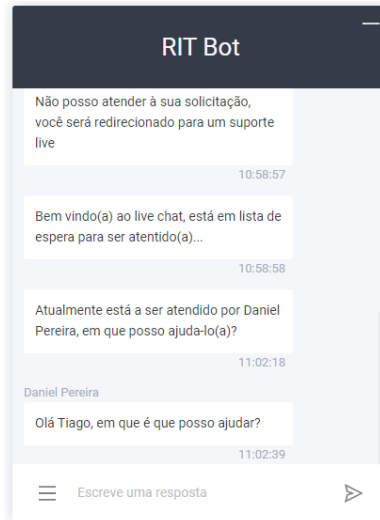 RIT Bot
Não posso atender à sua solicitação,
você será redirecionado para um suporte
live
10:58:57
Bem vindo(a) ao live chat, está em lista de
espera para ser atentido(a)...
10:58:58
Atualmente está a ser atendido por Daniel
Pereira, em que posso ajuda-lo(a)?
11:02:18
Daniel Pereira
Olá Tiago, em que é que posso ajudar?
11:02:39
Escreve uma resposta